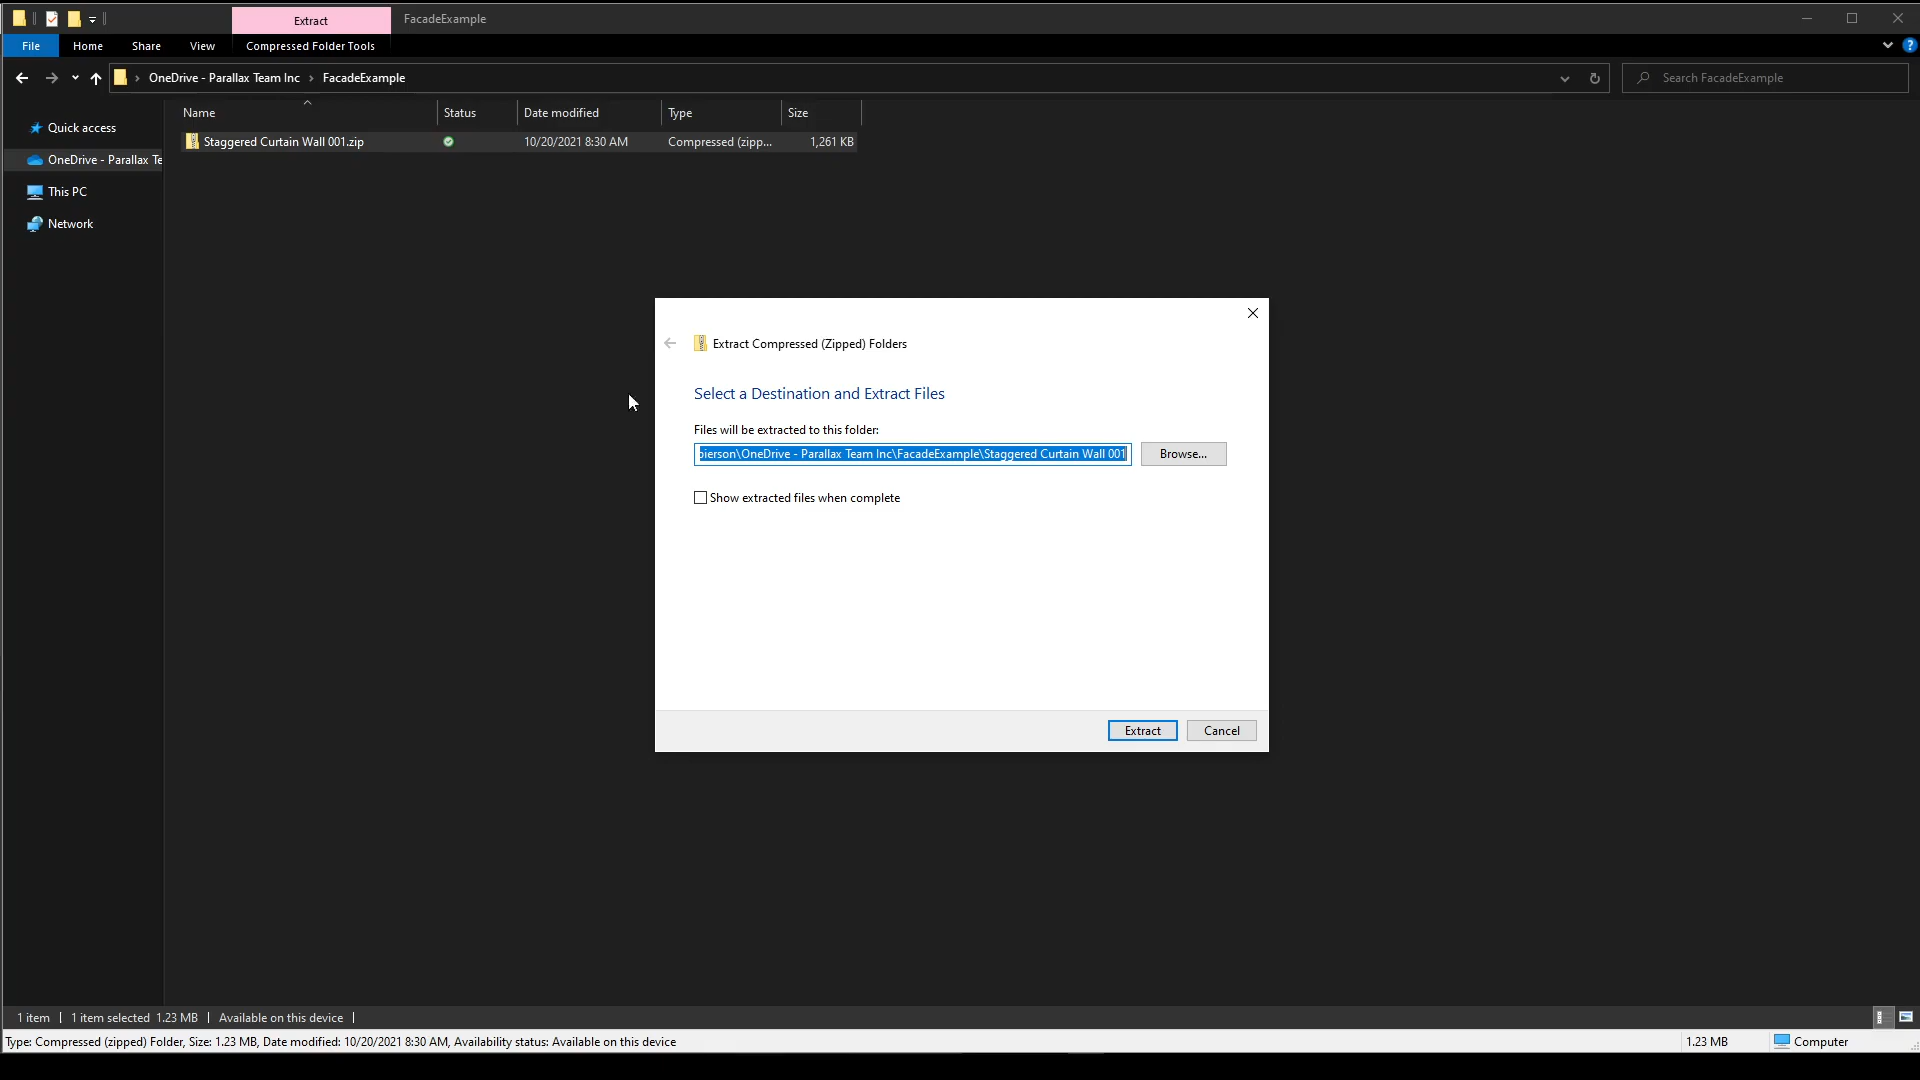 Extract
FacadeExample
File
Home
Share
View
Compressed Folder Tools
?
OneDrive - Parallax Team Inc › FacadeExample
Search FacadeExample
Name
Status
Date modified
Type
Size
Quick access
Staggered Curtain Wall 001.zip
10/20/2021 8:30 AM
Compressed (zipp...
1,261 KB
OneDrive - Parallax Te
This PC
Network
Extract Compressed (Zipped) Folders
Select a Destination and Extract Files
Files will be extracted to this folder:
pierson\OneDrive - Parallax Team Inc\FacadeExample\Staggered Curtain Wall 001
Browse...
Show extracted files when complete
Extract
Cancel
1 item
1 item selected 1.23 MB
Available on this device
Type: Compressed (zipped) Folder, Size: 1.23 MB, Date modified: 10/20/2021 8:30 AM, Availability status: Available on this device
1.23 MB
Computer